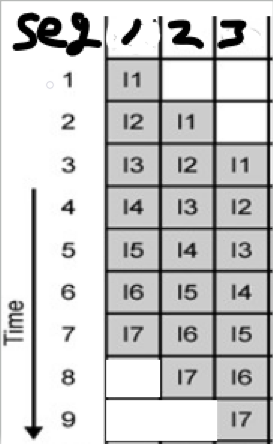 seg 1 2 3
1 I1
2 I2 I1
3 I3 I2 I1
4 I4 I3 I2
5 I5 I4 I3
6 I6 I5 I4
7 I7 I6 I5
8 I7 I6
9 I7
Time